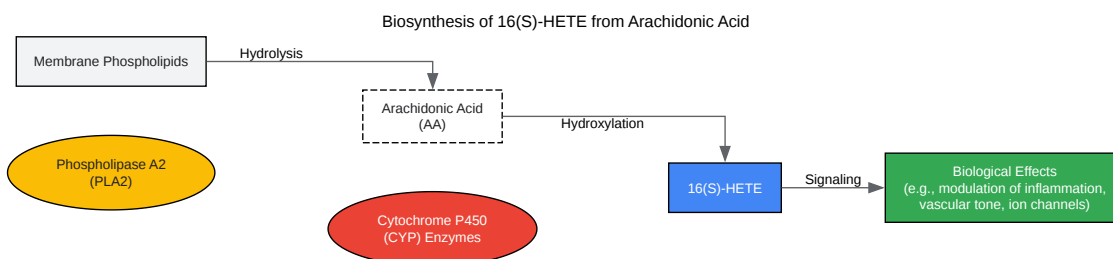 Biosynthesis of 16(S)-HETE from Arachidonic Acid
Membrane Phospholipids
Hydrolysis
Arachidonic Acid
(AA)
Hydroxylation
Phospholipase A2
(PLA2)
16(S)-HETE
Signaling
Biological Effects
(e.g., modulation of inflammation,
vascular tone, ion channels)
Cytochrome P450
(CYP) Enzymes